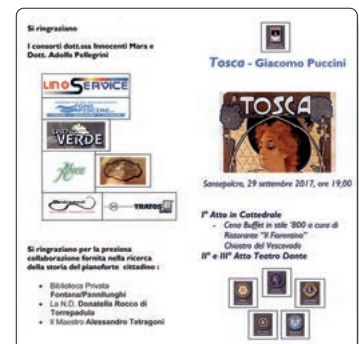 Si ringraziano
I consorti dott.ssa Innocenti Mara e
Dott. Adolfo Pellegrini
LINO SERVICE
PISCINE
SPAZIO
VERDE
TRATOS
Si ringraziano per la preziosa
collaborazione fornita nella ricerca
della storia del pianoforte cittadino :
• Biblioteca Privata
Fontana/Pannilunghi
• La N.D. Donatella Rocco di
Torrepadula
• Il Maestro Alessandro Tetragoni
Tosca - Giacomo Puccini
TOSCA
Sansepolcro, 29 settembre 2017, ore 19,00
I° Atto in Cattedrale
- Cena Buffet in stile '800 a cura di
Ristorante "Il Fiorentino"
Chiostro del Vescovado
II° e III° Atto Teatro Dante